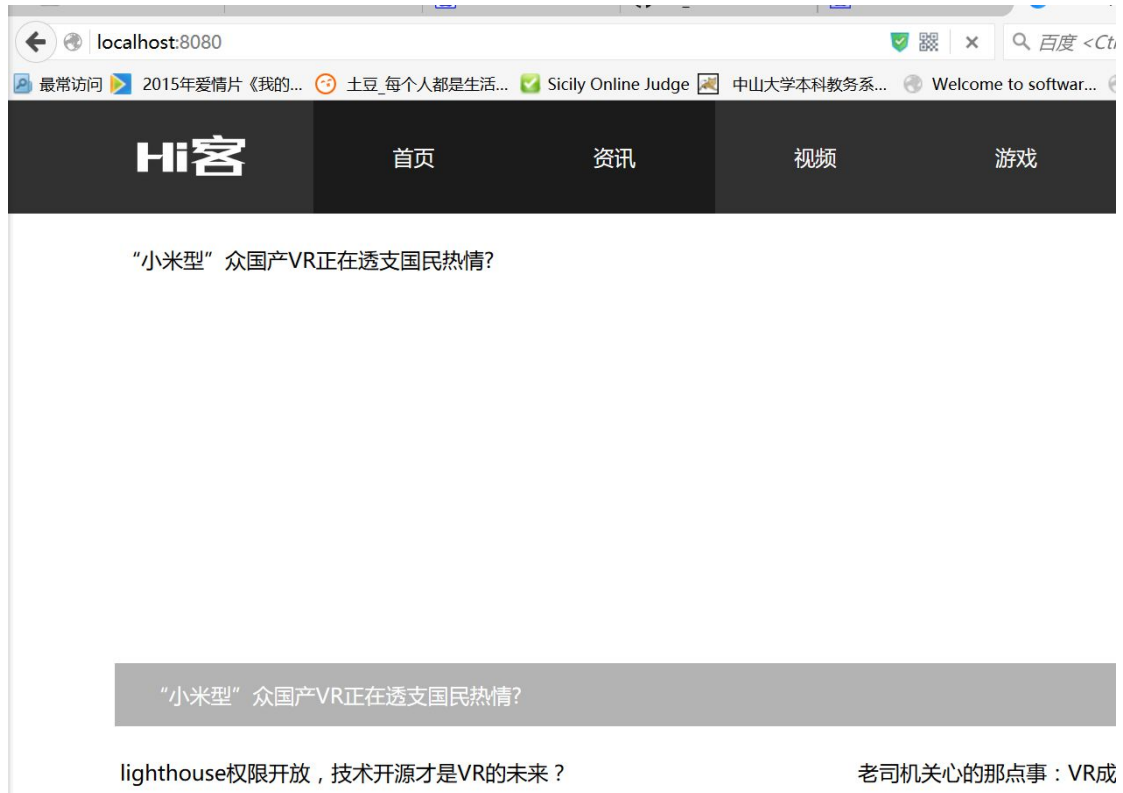 localhost:8080
百度 <Ct
最常访问 2015年爱情片《我的... 土豆_每个人都是生活... Sicily Online Judge 中山大学本科教务系... Welcome to softwar...
Hi客 首页 资讯 视频 游戏
“小米型”众国产VR正在透支国民热情?
“小米型”众国产VR正在透支国民热情?
lighthouse权限开放，技术开源才是VR的未来？ 老司机关心的那点事：VR成